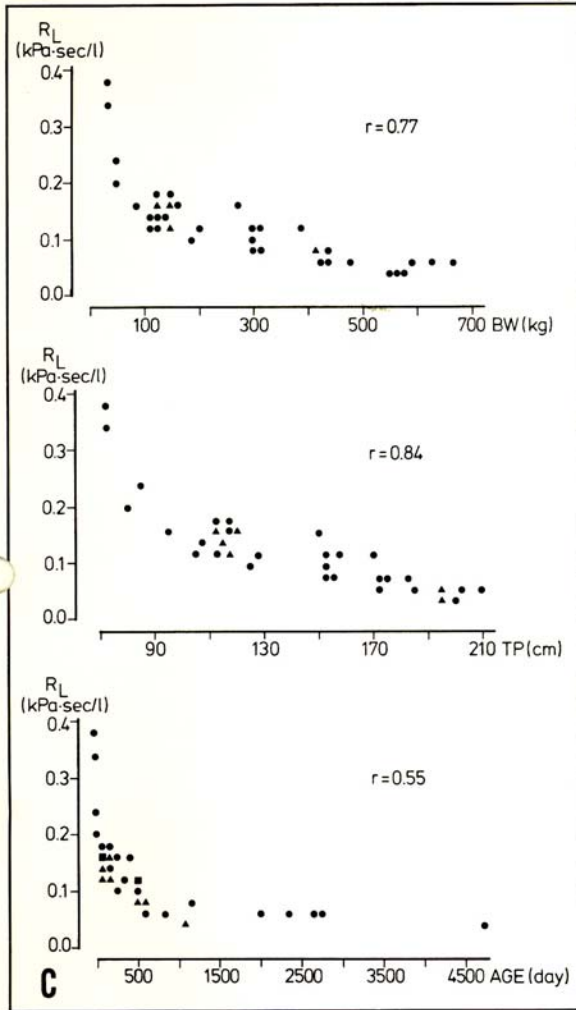 R_L
(kPa·sec/l)
0.4
0.3
0.2
0.1
0.0
r=0.77
100 300 500 700 BW(kg)
R_L
(kPa·sec/l)
0.4
0.3
0.2
0.1
0.0
r=0.84
90 130 170 210 TP(cm)
R_L
(kPa·sec/l)
0.4
0.3
0.2
0.1
0.0
r=0.55
500 1500 2500 3500 4500 AGE(day)
C